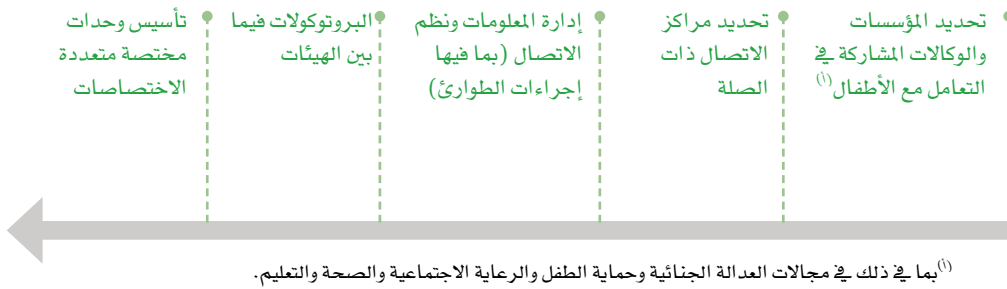 تحديد المؤسسات
والوكالات المشاركة في
التعامل مع الأطفال(أ)
تحديد مراكز
الاتصال ذات
الصلة
إدارة المعلومات ونظم
الاتصال (بما فيها
إجراءات الطوارئ)
البروتوكولات فيما
بين الهيئات
تأسيس وحدات
مختصة متعددة
الاختصاصات
(أ)بما في ذلك في مجالات العدالة الجنائية وحماية الطفل والرعاية الاجتماعية والصحة والتعليم.